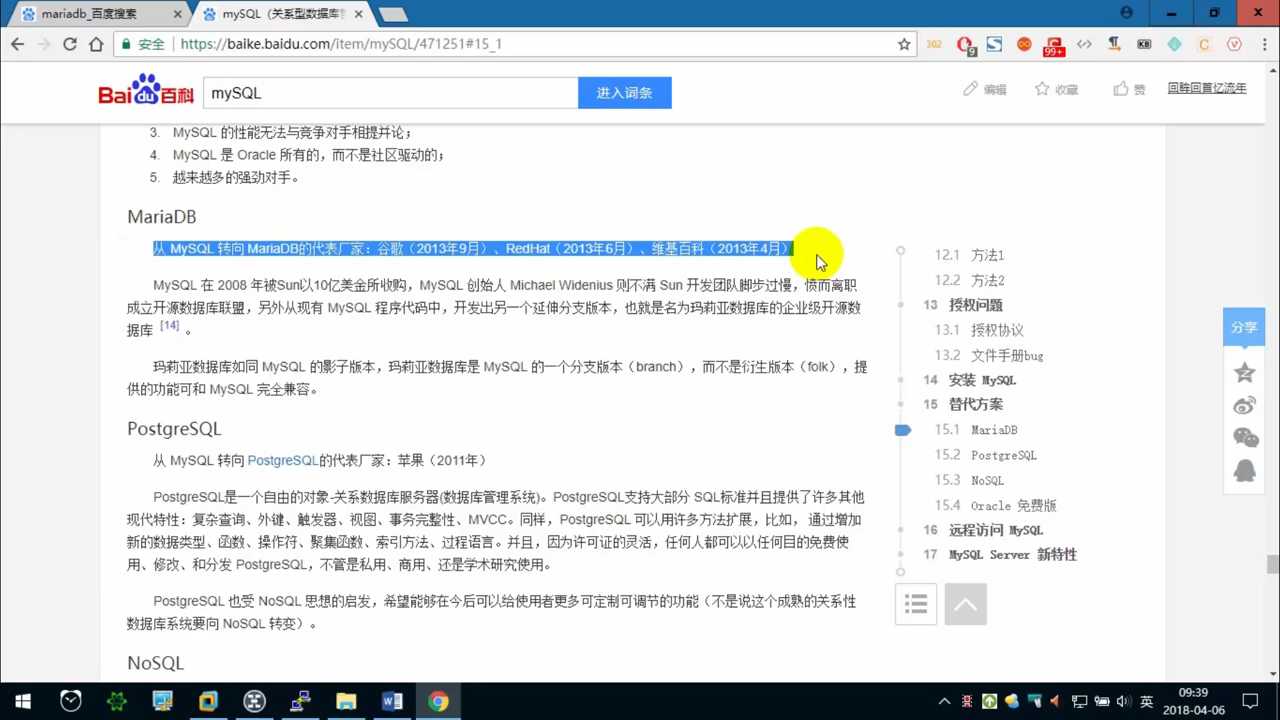 mariadb_百度搜索
mySQL（关系型数据库管
安全 https://baike.baidu.com/item/mySQL/471251#15_1
302
9
99+
KB
Bai du 百科
mySQL
进入词条
编辑
收藏
赞
回眸回首忆流年
3. MySQL 的性能无法与竞争对手相提并论；
4. MySQL 是 Oracle 所有的，而不是社区驱动的；
5. 越来越多的强劲对手。
MariaDB
从 MySQL 转向 MariaDB的代表厂家：谷歌（2013年9月）、RedHat（2013年6月）、维基百科（2013年4月）
MySQL 在 2008 年被Sun以10亿美金所收购，MySQL 创始人 Michael Widenius 则不满 Sun 开发团队脚步过慢，愤而离职
成立开源数据库联盟，另外从现有 MySQL 程序代码中，开发出另一个延伸分支版本，也就是名为玛莉亚数据库的企业级开源数
据库 [14] 。
玛莉亚数据库如同 MySQL 的影子版本，玛莉亚数据库是 MySQL 的一个分支版本（branch），而不是衍生版本（folk），提
供的功能可和 MySQL 完全兼容。
PostgreSQL
从 MySQL 转向 PostgreSQL的代表厂家：苹果（2011年）
PostgreSQL是一个自由的对象-关系数据库服务器(数据库管理系统)。PostgreSQL支持大部分 SQL标准并且提供了许多其他
现代特性：复杂查询、外键、触发器、视图、事务完整性、MVCC。同样，PostgreSQL 可以用许多方法扩展，比如， 通过增加
新的数据类型、函数、操作符、聚集函数、索引方法、过程语言。并且，因为许可证的灵活，任何人都可以以任何目的免费使
用、修改、和分发 PostgreSQL，不管是私用、商用、还是学术研究使用。
PostgreSQL 也受 NoSQL 思想的启发，希望能够在今后可以给使用者更多可定制可调节的功能（不是说这个成熟的关系性
数据库系统要向 NoSQL 转变）。
NoSQL
12.1 方法1
12.2 方法2
13 授权问题
13.1 授权协议
13.2 文件手册bug
14 安装 MySQL
15 替代方案
15.1 MariaDB
15.2 PostgreSQL
15.3 NoSQL
15.4 Oracle 免费版
16 远程访问 MySQL
17 MySQL Server 新特性
分享
英
09:39
2018-04-06